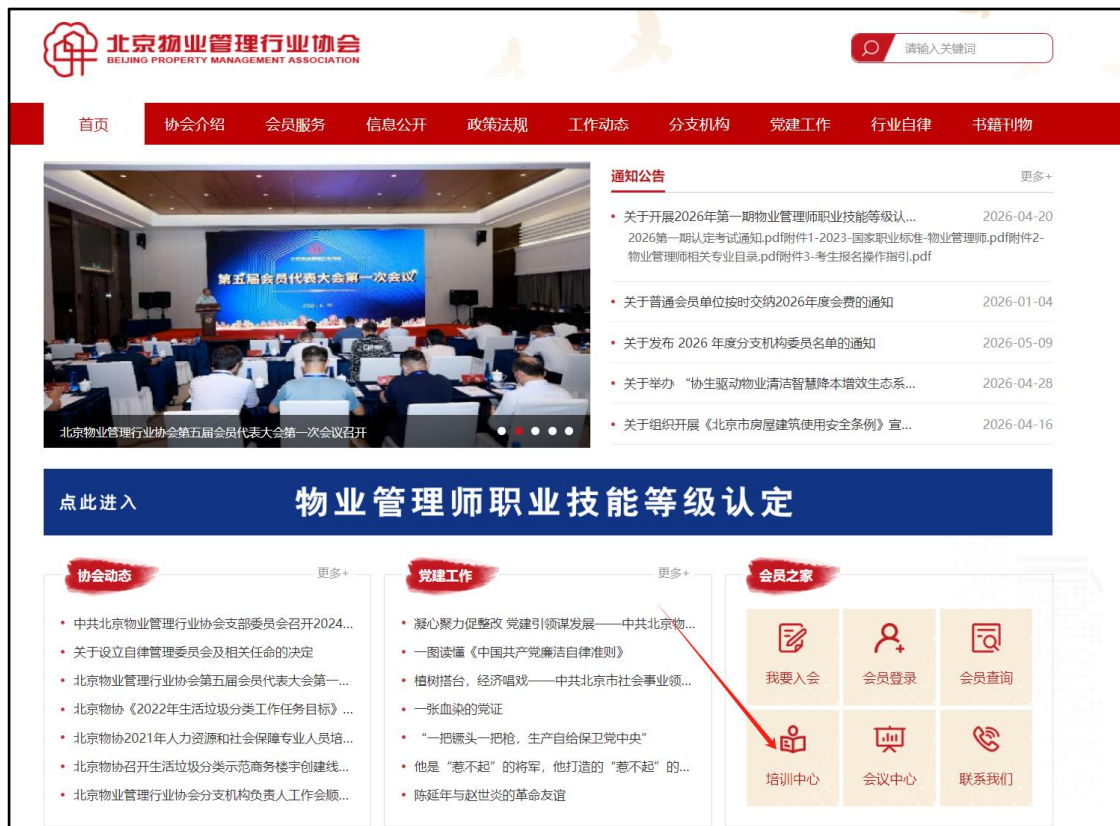 北京物业管理行业协会
BEIJING PROPERTY MANAGEMENT ASSOCIATION
请输入关键词
首页 协会介绍 会员服务 信息公开 政策法规 工作动态 分支机构 党建工作 行业自律 书籍刊物
第五届会员代表大会第一次会议
北京物业管理行业协会第五届会员代表大会第一次会议召开
通知公告 更多+
关于开展2026年第一期物业管理师职业技能等级认... 2026-04-20
2026第一期认定考试通知.pdf附件1-2023-国家职业标准-物业管理师.pdf附件2-
物业管理师相关专业目录.pdf附件3-考生报名操作指引.pdf
关于普通会员单位按时交纳2026年度会费的通知 2026-01-04
关于发布 2026 年度分支机构委员名单的通知 2026-05-09
关于举办 “协生驱动物业清洁智慧降本增效生态系... 2026-04-28
关于组织开展《北京市房屋建筑使用安全条例》宣... 2026-04-16
点此进入 物业管理师职业技能等级认定
协会动态 更多+
中共北京物业管理行业协会支部委员会召开2024...
关于设立自律管理委员会及相关任命的决定
北京物业管理行业协会第五届会员代表大会第一...
北京物协《2022年生活垃圾分类工作任务目标》...
北京物协2021年人力资源和社会保障专业人员培...
北京物协召开生活垃圾分类示范商务楼宇创建线...
北京物业管理行业协会分支机构负责人工作会顺...
党建工作 更多+
凝心聚力促整改 党建引领谋发展——中共北京物...
一图读懂《中国共产党廉洁自律准则》
植树搭台，经济唱戏——中共北京市社会事业领...
一张血染的党证
“一把镢头一把枪，生产自给保卫党中央”
他是“惹不起”的将军，他打造的“惹不起”的...
陈延年与赵世炎的革命友谊
会员之家
我要入会 会员登录 会员查询
培训中心 会议中心 联系我们